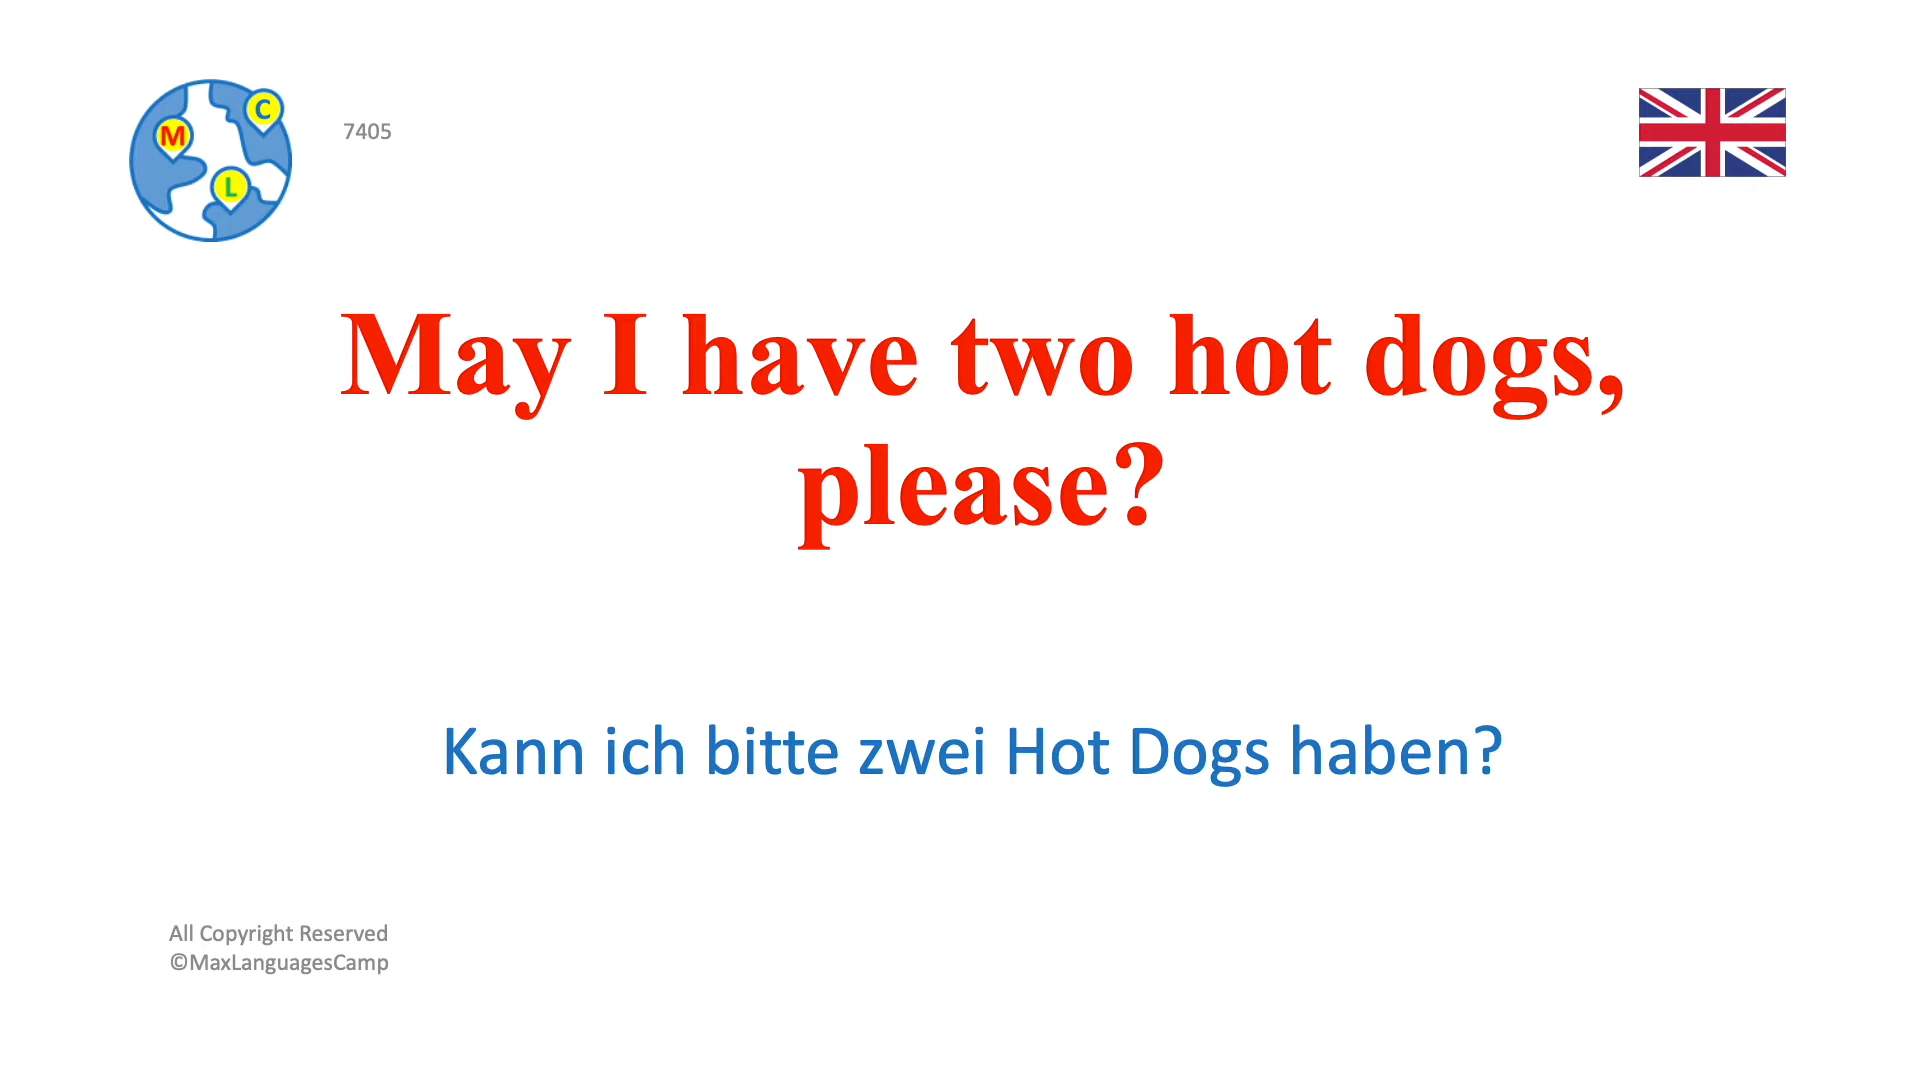 C
M
L
7405
May I have two hot dogs,
please?
Kann ich bitte zwei Hot Dogs haben?
All Copyright Reserved
©MaxLanguagesCamp